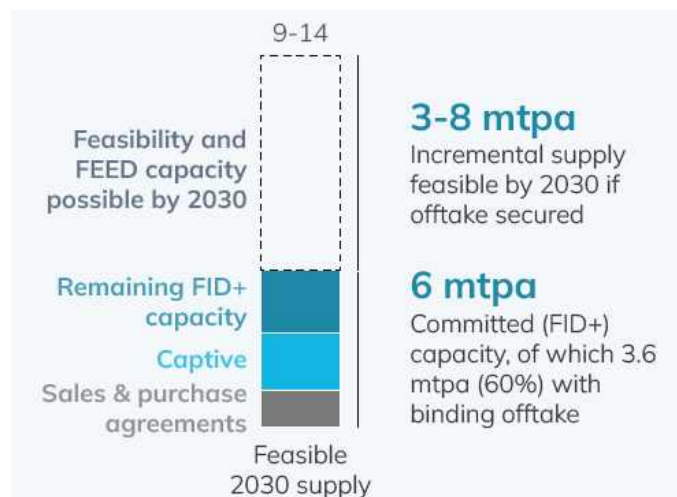 9-14
Feasibility and
FEED capacity
possible by 2030
3-8 mtpa
Incremental supply
feasible by 2030 if
offtake secured
Remaining FID+
capacity
Captive
Sales & purchase
agreements
6 mtpa
Committed (FID+)
capacity, of which 3.6
mtpa (60%) with
binding offtake
Feasible
2030 supply